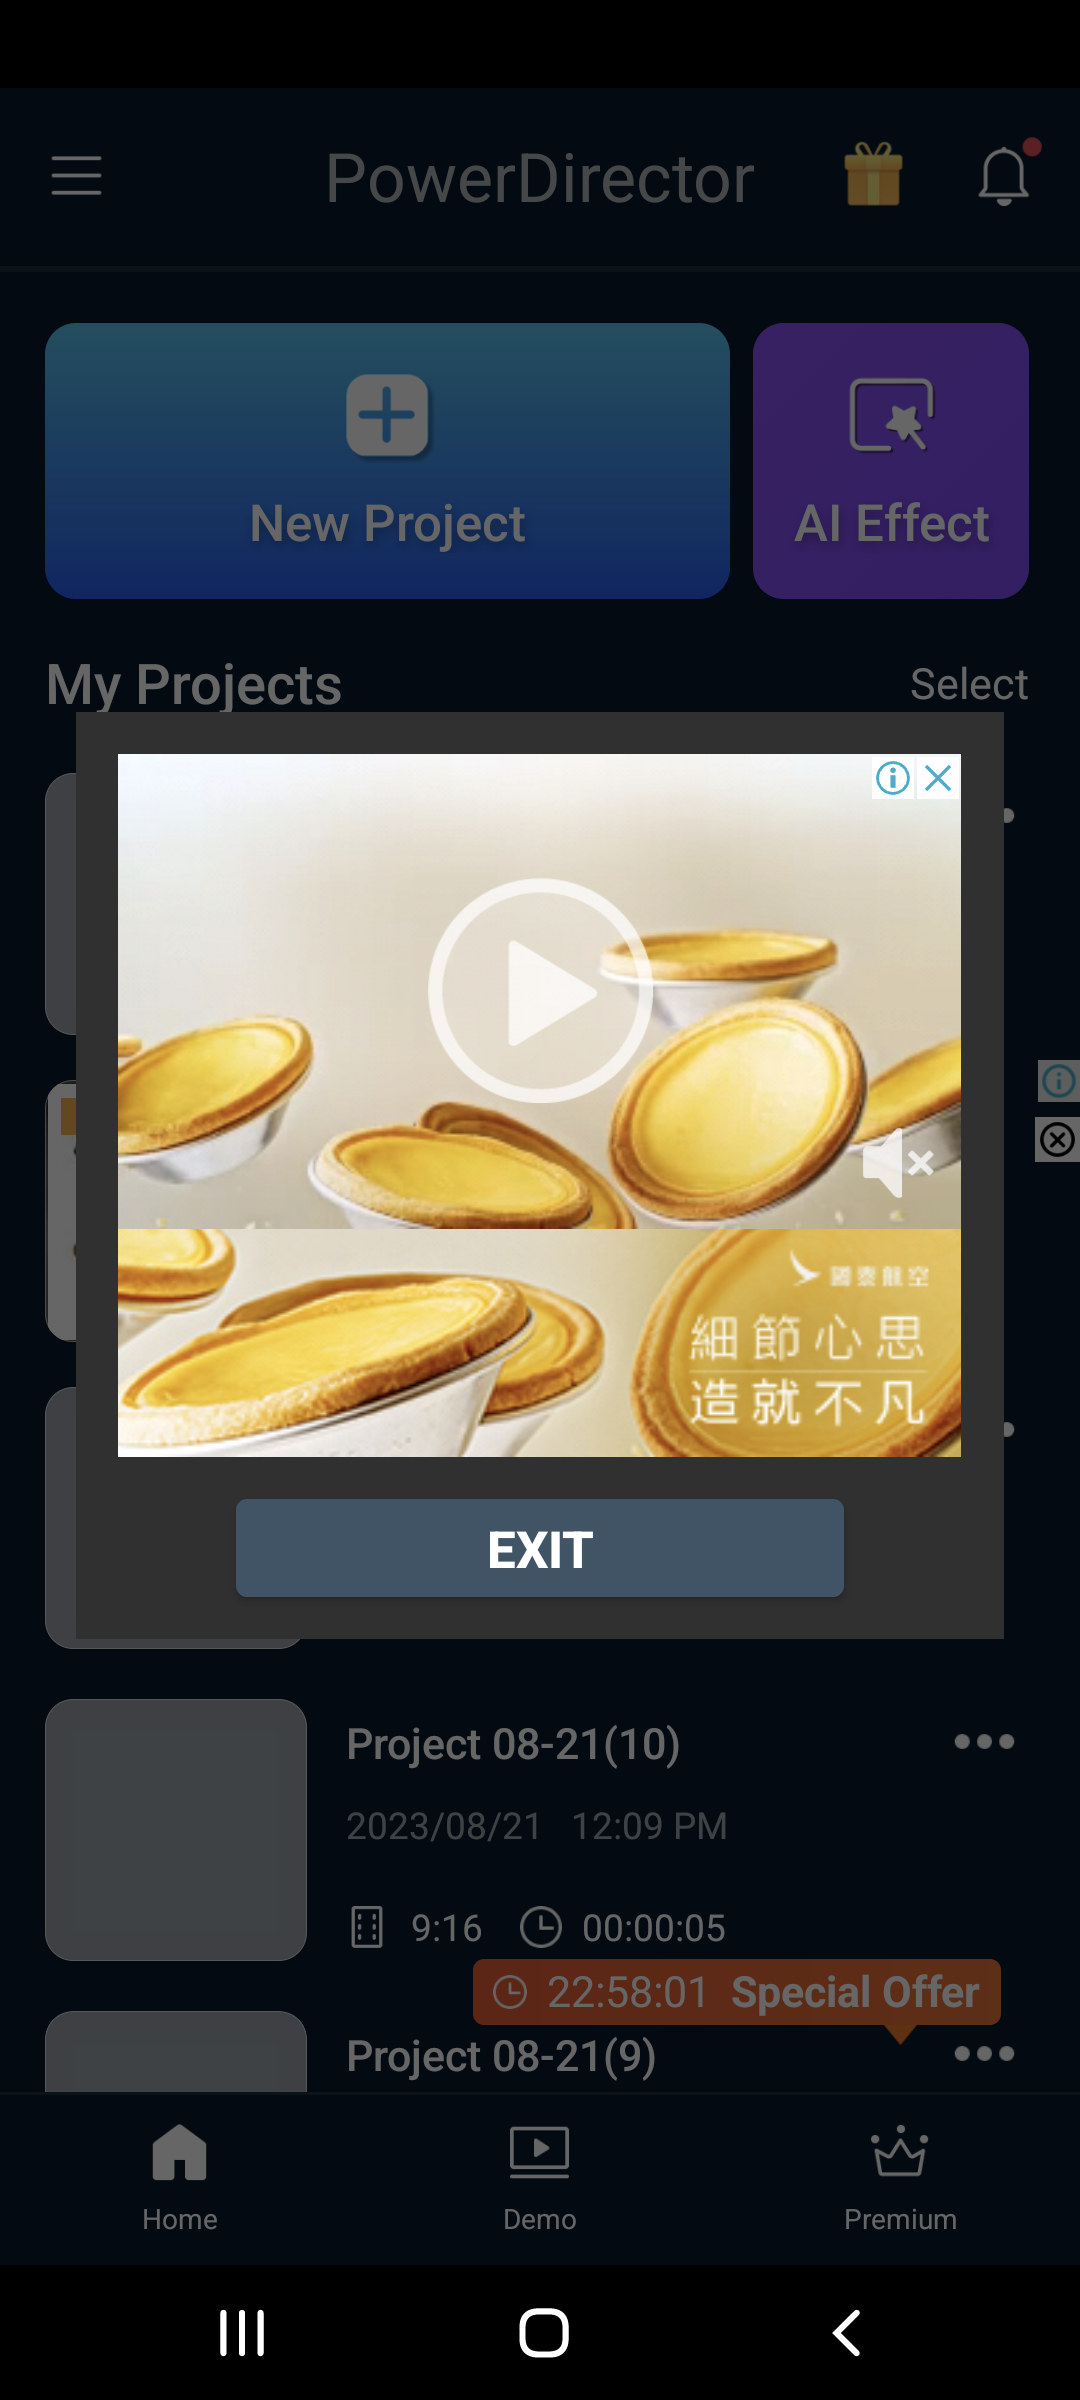 PowerDirector
New Project
AI Effect
My Projects
Select
國泰航空
細節心思
造就不凡
EXIT
Project 08-21(10)
2023/08/21 12:09 PM
9:16 00:00:05
22:58:01 Special Offer
Project 08-21(9)
Home
Demo
Premium